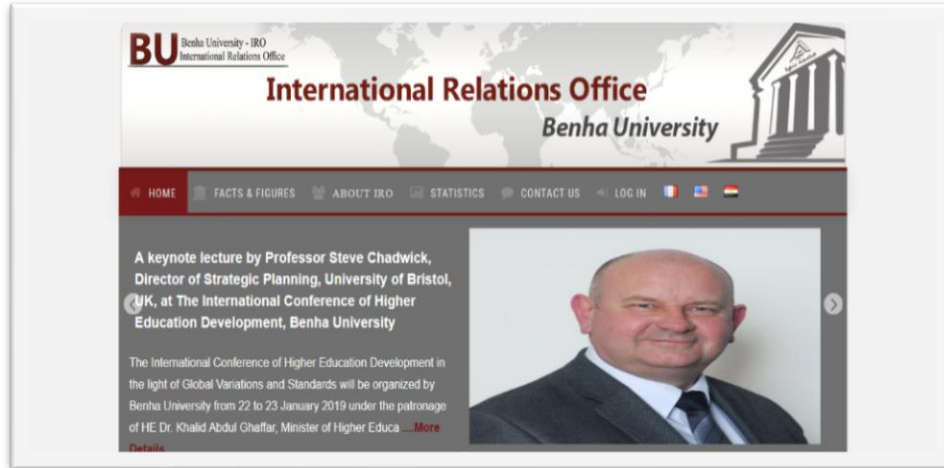 BU Benha University - IRO
International Relations Office
International Relations Office
Benha University
HOME FACTS & FIGURES ABOUT IRO STATISTICS CONTACT US LOG IN
A keynote lecture by Professor Steve Chadwick,
Director of Strategic Planning, University of Bristol,
UK, at The International Conference of Higher
Education Development, Benha University
The International Conference of Higher Education Development in
the light of Global Variations and Standards will be organized by
Benha University from 22 to 23 January 2019 under the patronage
of HE Dr. Khalid Abdul Ghaffar, Minister of Higher Educa ....More
Details